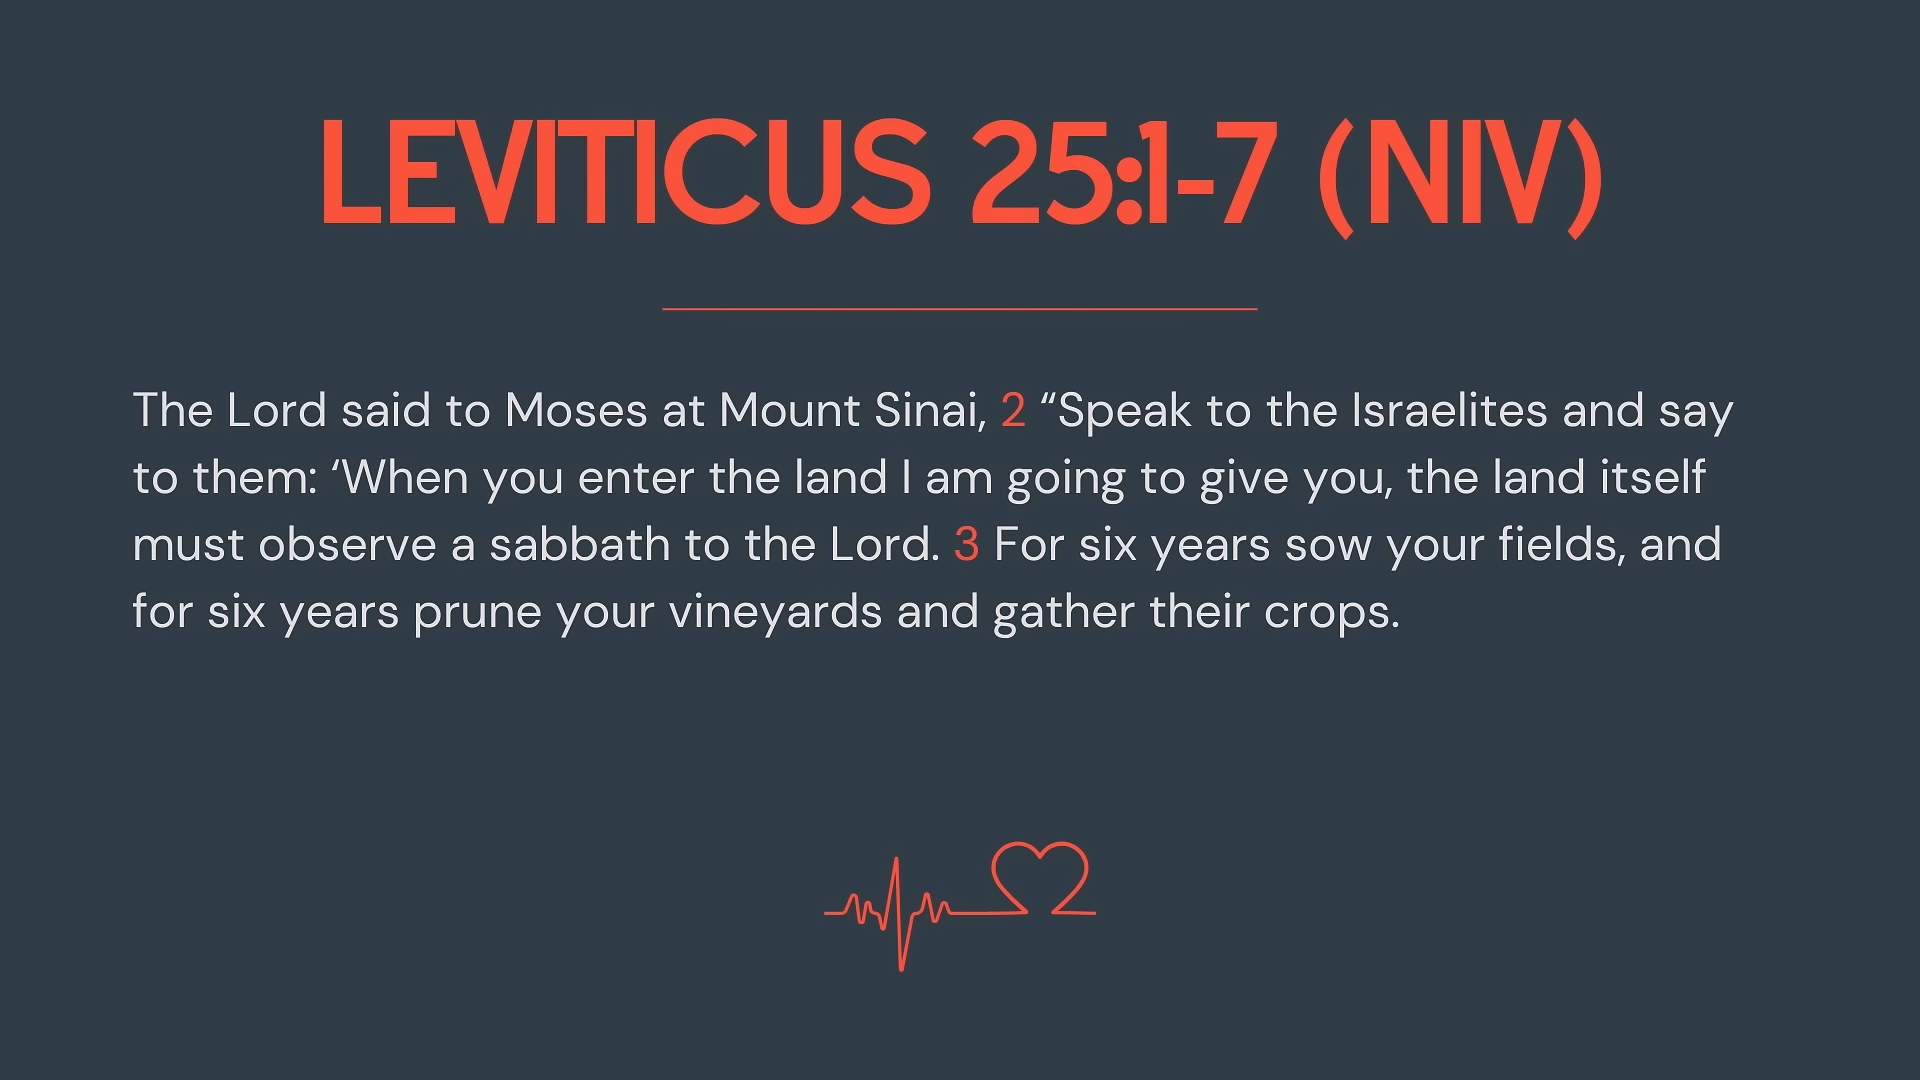 LEVITICUS 25:1-7 (NIV)
The Lord said to Moses at Mount Sinai, 2 “Speak to the Israelites and say
to them: ‘When you enter the land I am going to give you, the land itself
must observe a sabbath to the Lord. 3 For six years sow your fields, and
for six years prune your vineyards and gather their crops.